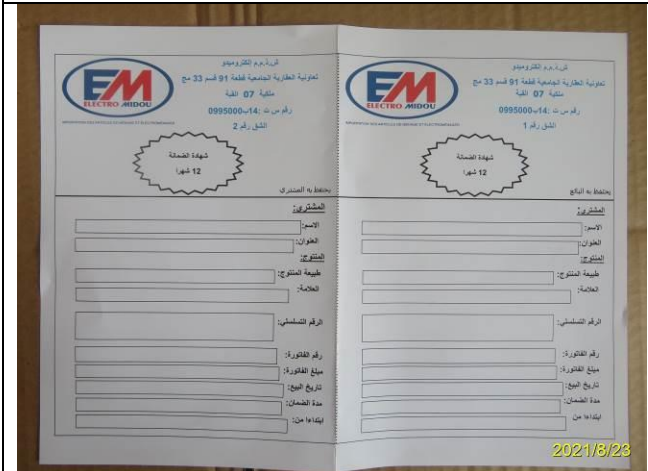 ش.ذ.م.م إلكتروميدو
تعاونية العقارية الجامعية قطعة 91 قسم 33 مج
ملكية 07 القبة
رقم س ت :14ب0995000
الشق رقم 1
شهادة الضمانة
12 شهرا
يحتفظ به البائع
المشتري:
الاسم:
العنوان:
المنتوج:
طبيعة المنتوج:
العلامة:
الرقم التسلسلي:
رقم الفاتورة:
مبلغ الفاتورة:
تاريخ البيع:
مدة الضمان:
ابتداءا من:
EM
ELECTRO MIDOU
ش.ذ.م.م إلكتروميدو
تعاونية العقارية الجامعية قطعة 91 قسم 33 مج
ملكية 07 القبة
رقم س ت :14ب0995000
الشق رقم 2
EM
ELECTRO MIDOU
شهادة الضمانة
12 شهرا
يحتفظ به المشتري
المشتري:
الاسم:
العنوان:
المنتوج:
طبيعة المنتوج:
العلامة:
الرقم التسلسلي:
رقم الفاتورة:
مبلغ الفاتورة:
تاريخ البيع:
مدة الضمان:
ابتداءا من:
2021/8/23